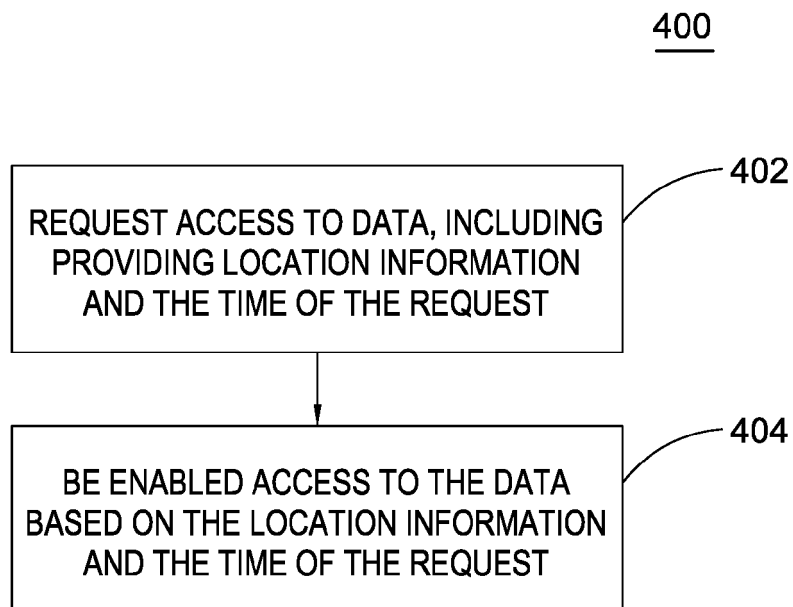 400
402
REQUEST ACCESS TO DATA, INCLUDING
PROVIDING LOCATION INFORMATION
AND THE TIME OF THE REQUEST
404
BE ENABLED ACCESS TO THE DATA
BASED ON THE LOCATION INFORMATION
AND THE TIME OF THE REQUEST